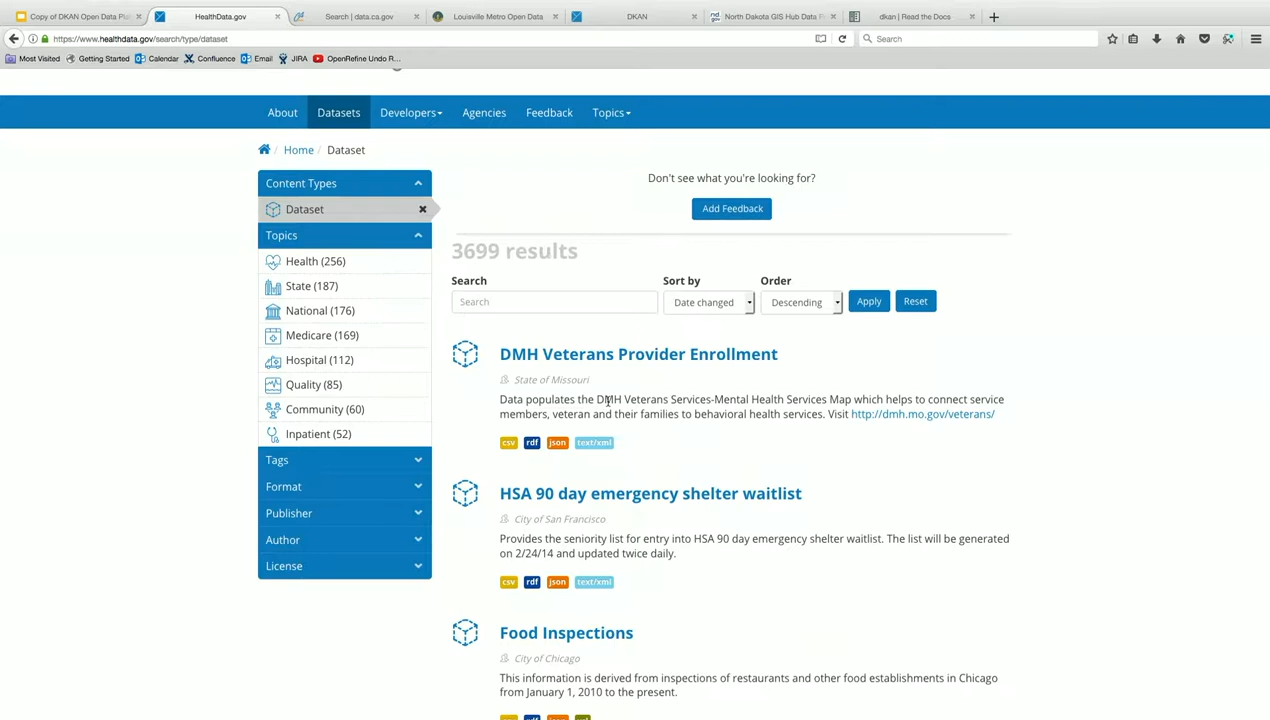 Copy of DKAN Open Data Pla
HealthData.gov
Search | data.ca.gov
Louisville Metro Open Data
DKAN
North Dakota GIS Hub Data P
dkan | Read the Docs
https://www.healthdata.gov/search/type/dataset
Search
Most Visited
Getting Started
Calendar
Confluence
Email
JIRA
OpenRefine Undo R...
About
Datasets
Developers
Agencies
Feedback
Topics
Home / Dataset
Content Types
Dataset
Topics
Health (256)
State (187)
National (176)
Medicare (169)
Hospital (112)
Quality (85)
Community (60)
Inpatient (52)
Tags
Format
Publisher
Author
License
Don't see what you're looking for?
Add Feedback
3699 results
Search
Sort by
Order
Search
Date changed
Descending
Apply
Reset
DMH Veterans Provider Enrollment
State of Missouri
Data populates the DMH Veterans Services-Mental Health Services Map which helps to connect service
members, veteran and their families to behavioral health services. Visit http://dmh.mo.gov/veterans/
csv rdf json text/xml
HSA 90 day emergency shelter waitlist
City of San Francisco
Provides the seniority list for entry into HSA 90 day emergency shelter waitlist. The list will be generated
on 2/24/14 and updated twice daily.
csv rdf json text/xml
Food Inspections
City of Chicago
This information is derived from inspections of restaurants and other food establishments in Chicago
from January 1, 2010 to the present.